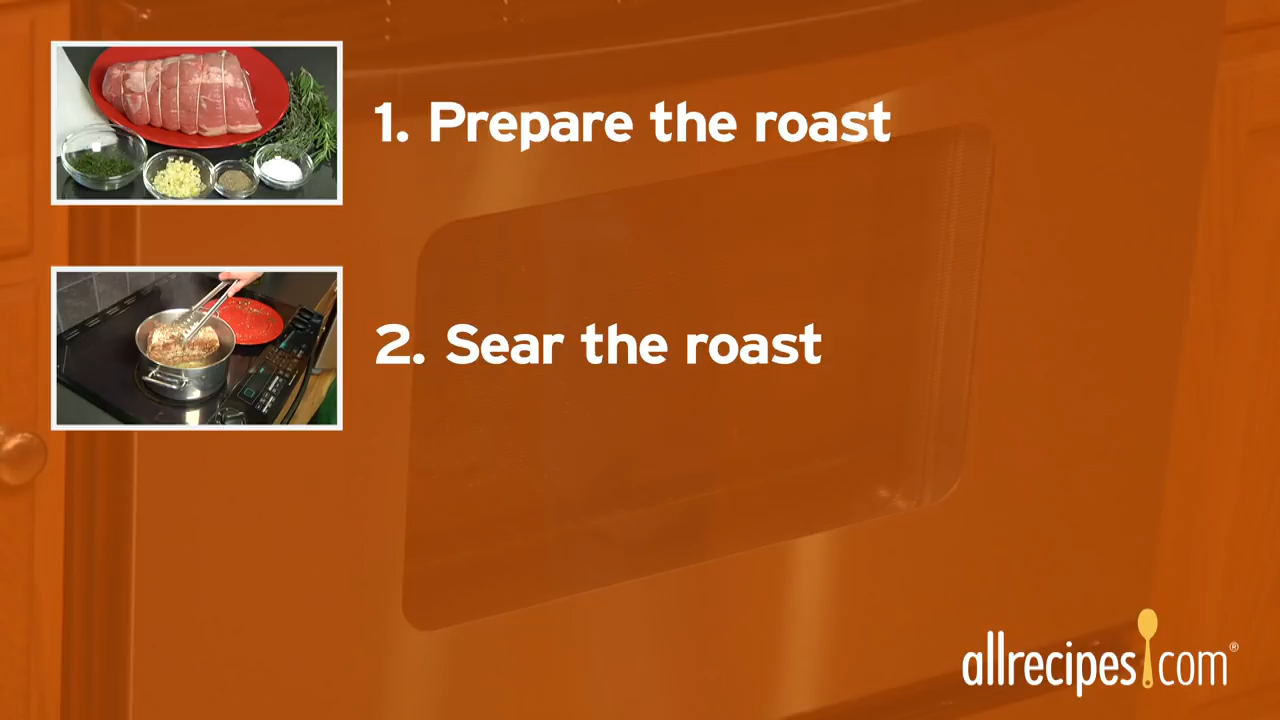 1. Prepare the roast
2. Sear the roast
allrecipes.com®